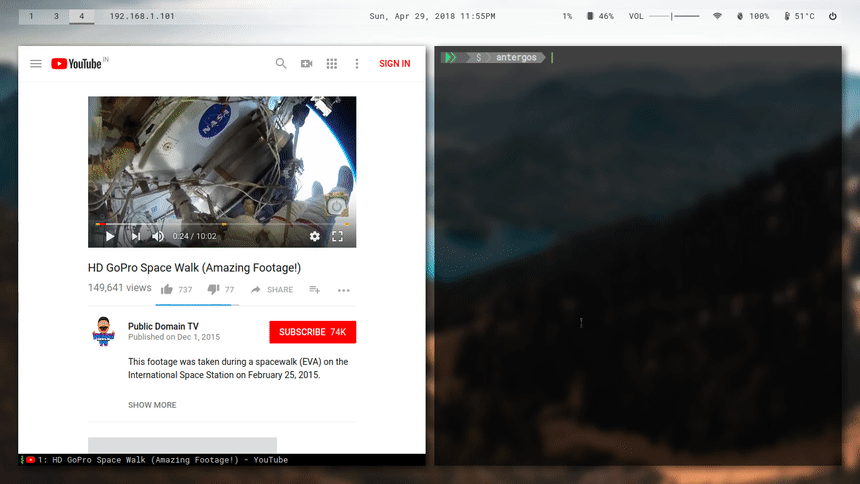 1 3 4 192.168.1.101 Sun, Apr 29, 2018 11:55PM 1% 46% VOL 100% 51°C
YouTube IN SIGN IN
NASA
0:24 / 10:02
HD GoPro Space Walk (Amazing Footage!)
149,641 views 737 77 SHARE
Public Domain TV
Published on Dec 1, 2015
SUBSCRIBE 74K
This footage was taken during a spacewalk (EVA) on the
International Space Station on February 25, 2015.
SHOW MORE
1: HD GoPro Space Walk (Amazing Footage!) - YouTube
$ antergos